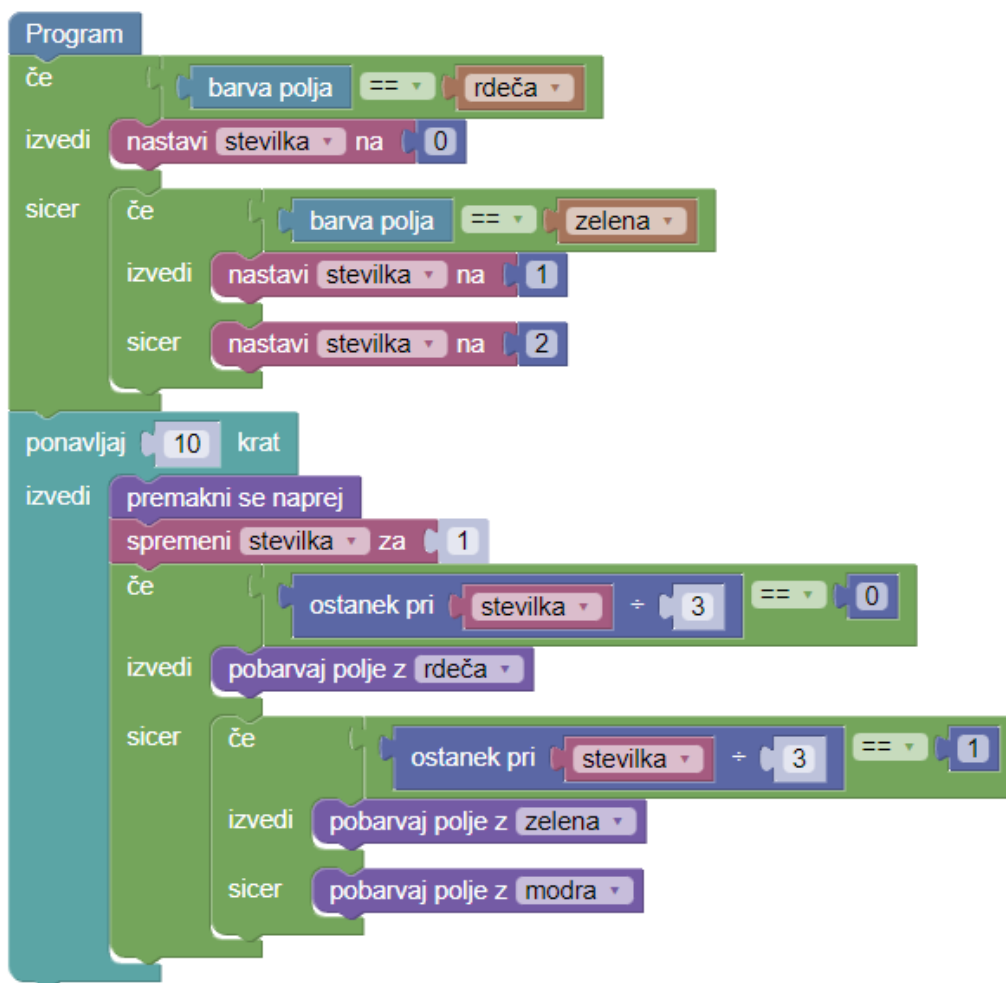 Program
če barva polja == rdeča
izvedi nastavi stevilka na 0
sicer če barva polja == zelena
izvedi nastavi stevilka na 1
sicer nastavi stevilka na 2
ponavljaj 10 krat
izvedi premakni se naprej
spremeni stevilka za 1
če ostanek pri stevilka ÷ 3 == 0
izvedi pobarvaj polje z rdeča
sicer če ostanek pri stevilka ÷ 3 == 1
izvedi pobarvaj polje z zelena
sicer pobarvaj polje z modra